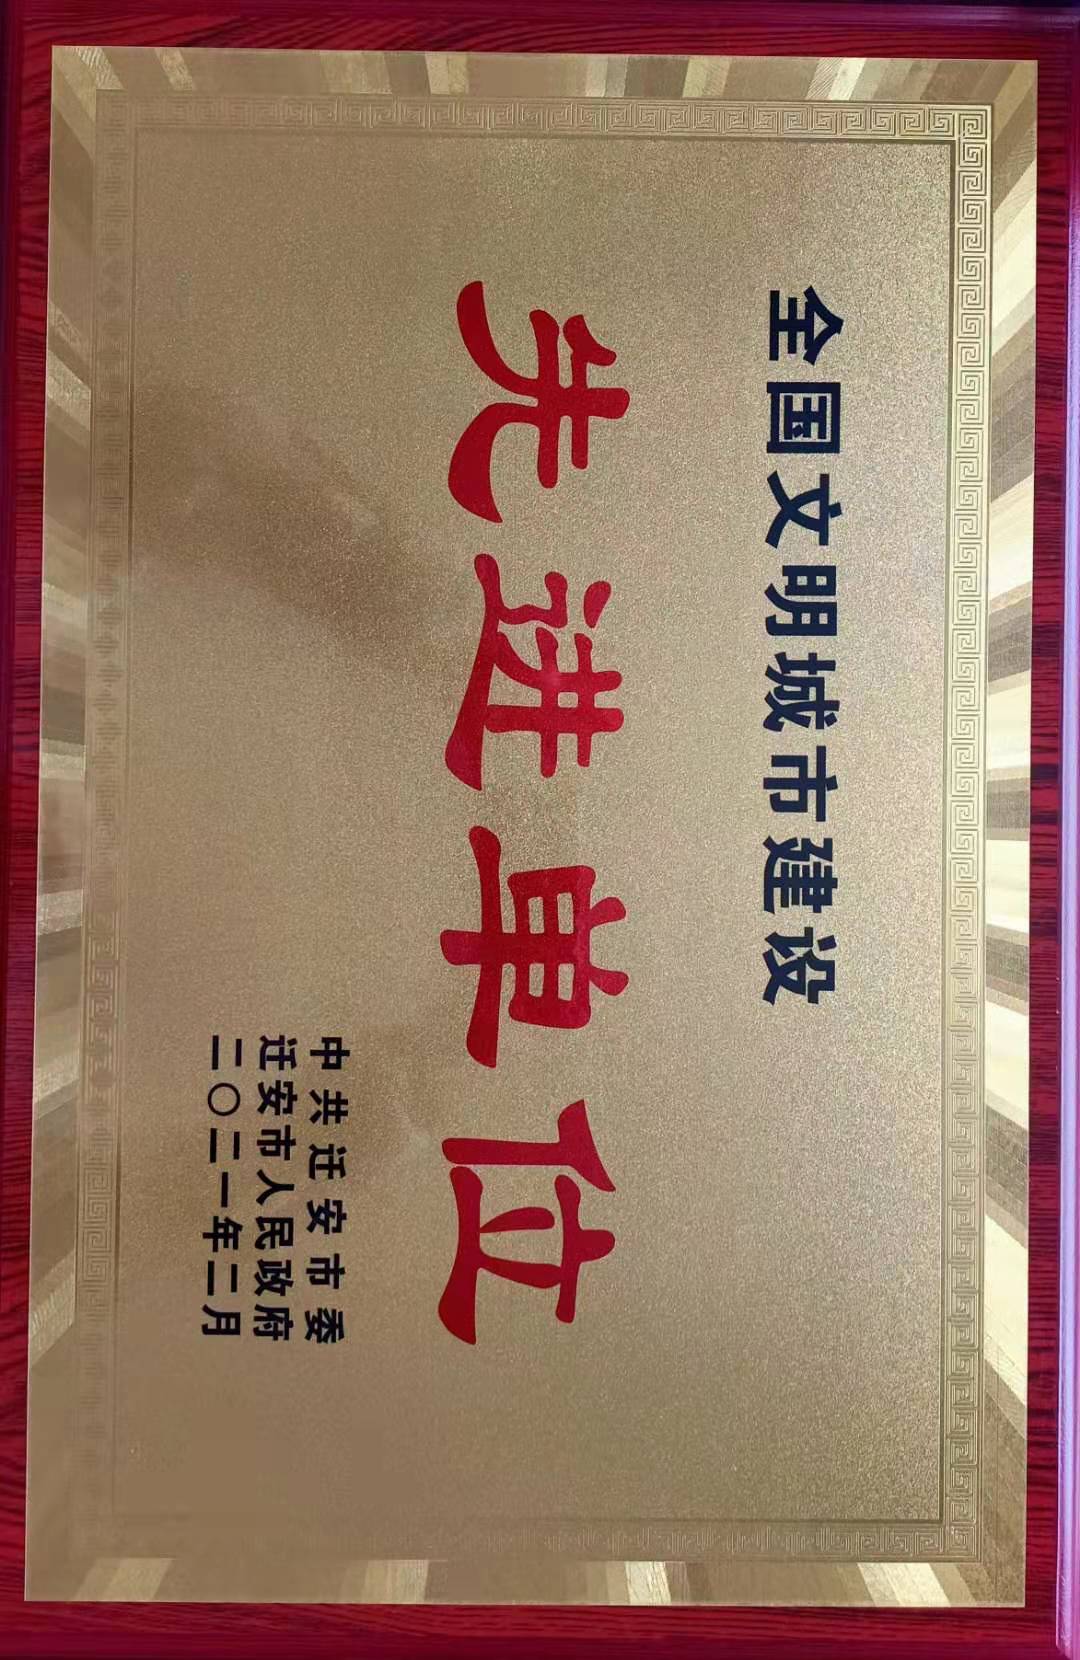 全国文明城市建设
先进单位
中共迁安市委
迁安市人民政府
二〇二一年二月